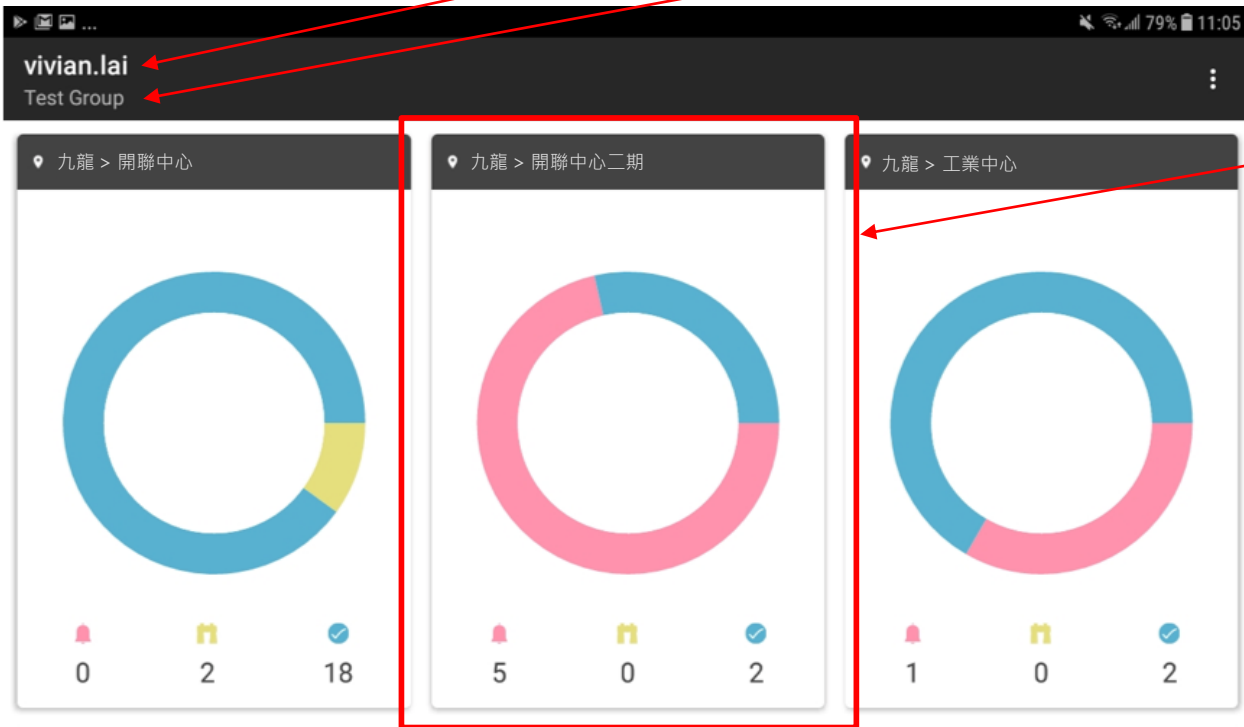 ... 79% 11:05
vivian.lai
Test Group
九龍 > 開聯中心
九龍 > 開聯中心二期
九龍 > 工業中心
0 2 18
5 0 2
1 0 2